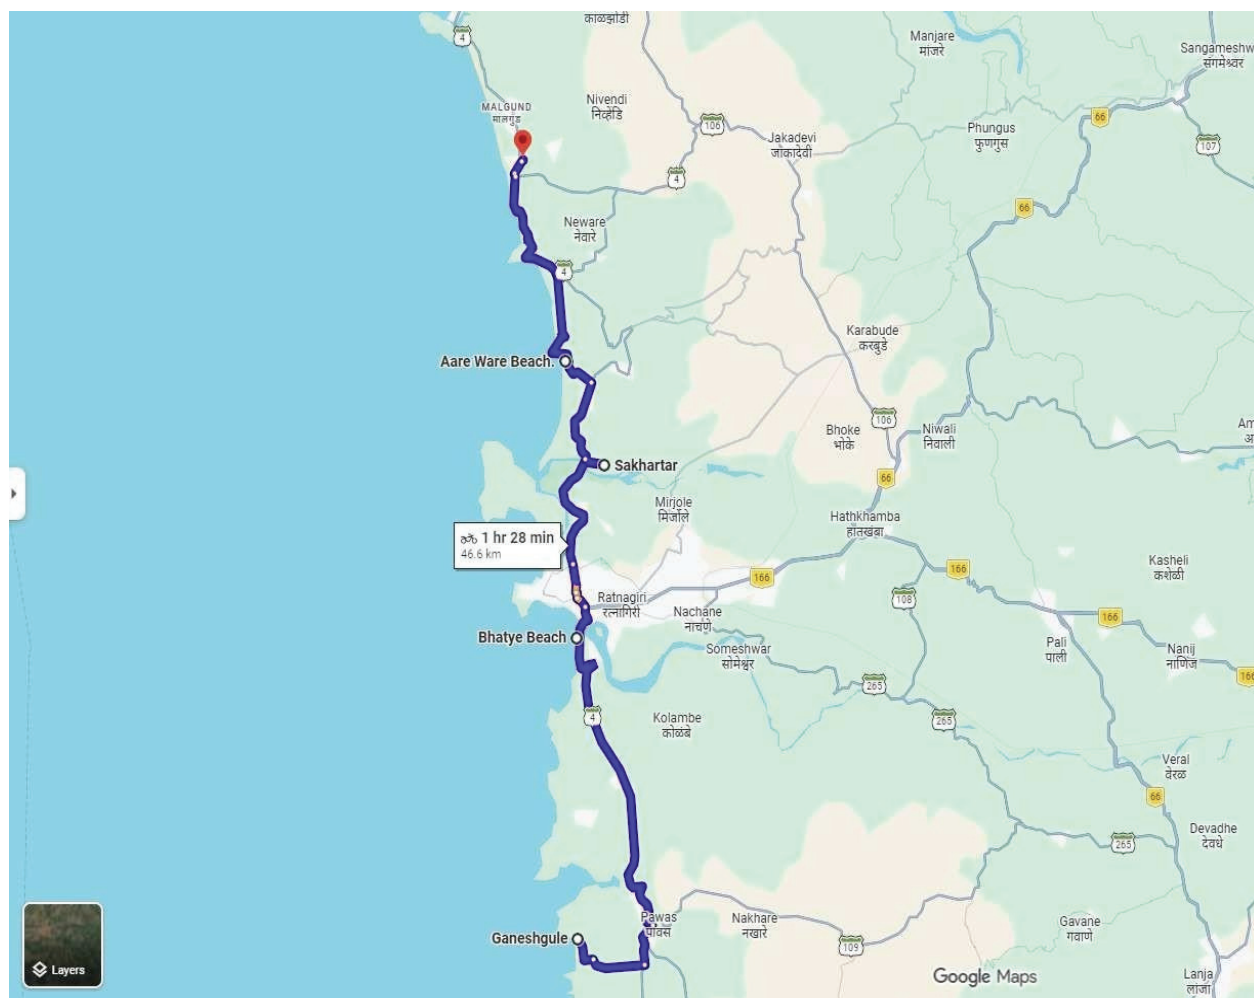 काळझोंडी
4
Manjare
मांजरे
Sangameshw
संगमेश्वर
MALGUND
मालगुंड
Nivendi
निव्हेंडि
106
Jakadevi
जाकादेवी
66
Phungus
फुणगुस
107
4
66
Neware
नेवारे
4
Karabude
करबुडे
Aare Ware Beach.
106
Bhoke
भोके
Niwali
निवाली
Am
Sakhartar
66
Mirjole
मिर्जोले
Hathkhamba
हातखंबा
1 hr 28 min
46.6 km
Kasheli
कशेळी
166
166
Ratnagiri
रत्नागिरी
Nachane
नाचणे
108
166
Bhatye Beach
Someshwar
सोमेश्वर
Pali
पाली
Nanij
नाणिज
166
265
4
Kolambe
कोळंबे
265
Veral
वेरळ
66
Devadhe
देवधे
265
Ganeshgule
Pawas
पावस
Nakhare
नखारे
109
Gavane
गवाणे
Layers
Google Maps
Lanja
लांजा